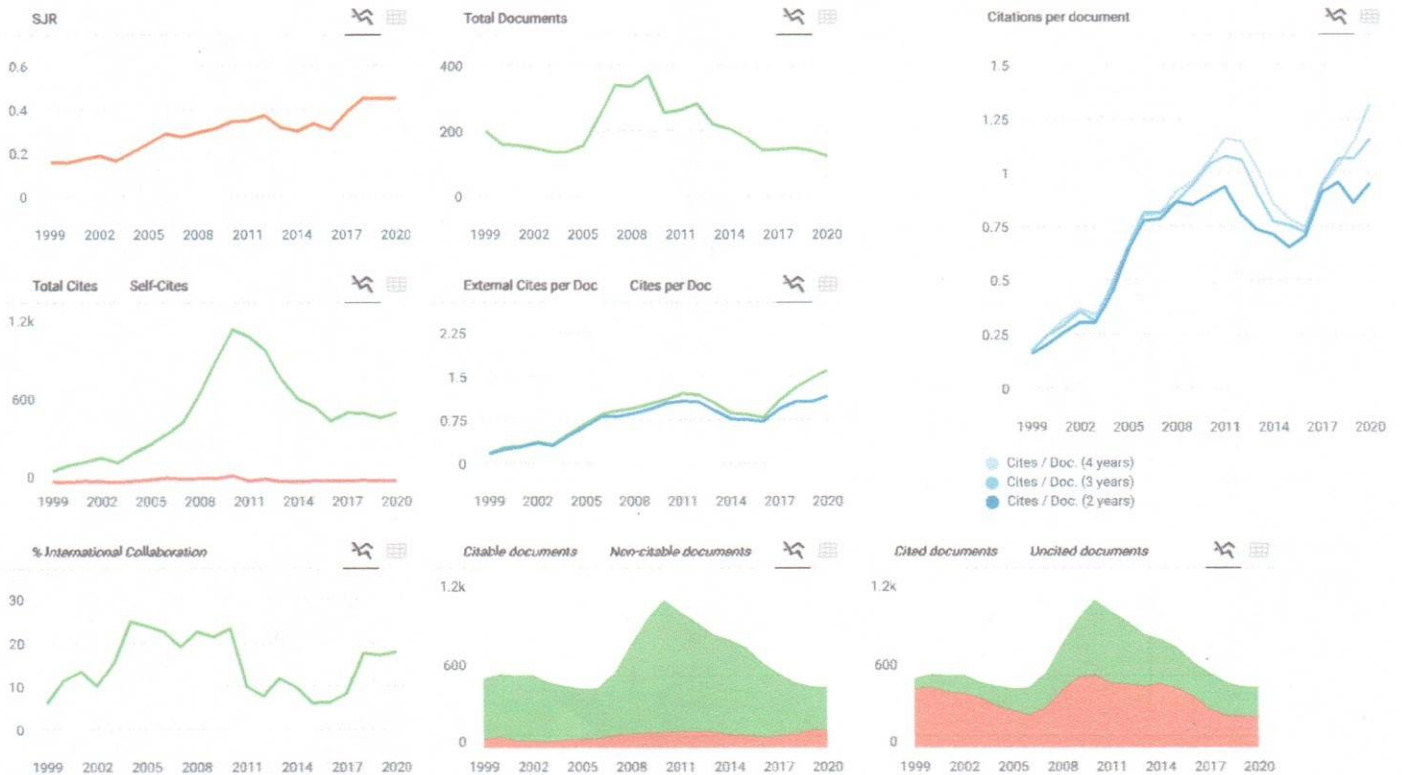 SJR
0.6
0.4
0.2
0
1999 2002 2005 2008 2011 2014 2017 2020
Total Documents
400
200
0
1999 2002 2005 2008 2011 2014 2017 2020
Citations per document
1.5
1.25
1
0.75
0.5
0.25
0
1999 2002 2005 2008 2011 2014 2017 2020
Cites / Doc. (4 years)
Cites / Doc. (3 years)
Cites / Doc. (2 years)
Total Cites Self-Cites
1.2k
600
0
1999 2002 2005 2008 2011 2014 2017 2020
External Cites per Doc Cites per Doc
2.25
1.5
0.75
0
1999 2002 2005 2008 2011 2014 2017 2020
% International Collaboration
30
20
10
0
1999 2002 2005 2008 2011 2014 2017 2020
Citable documents Non-citable documents
1.2k
600
0
1999 2002 2005 2008 2011 2014 2017 2020
Cited documents Uncited documents
1.2k
600
0
1999 2002 2005 2008 2011 2014 2017 2020